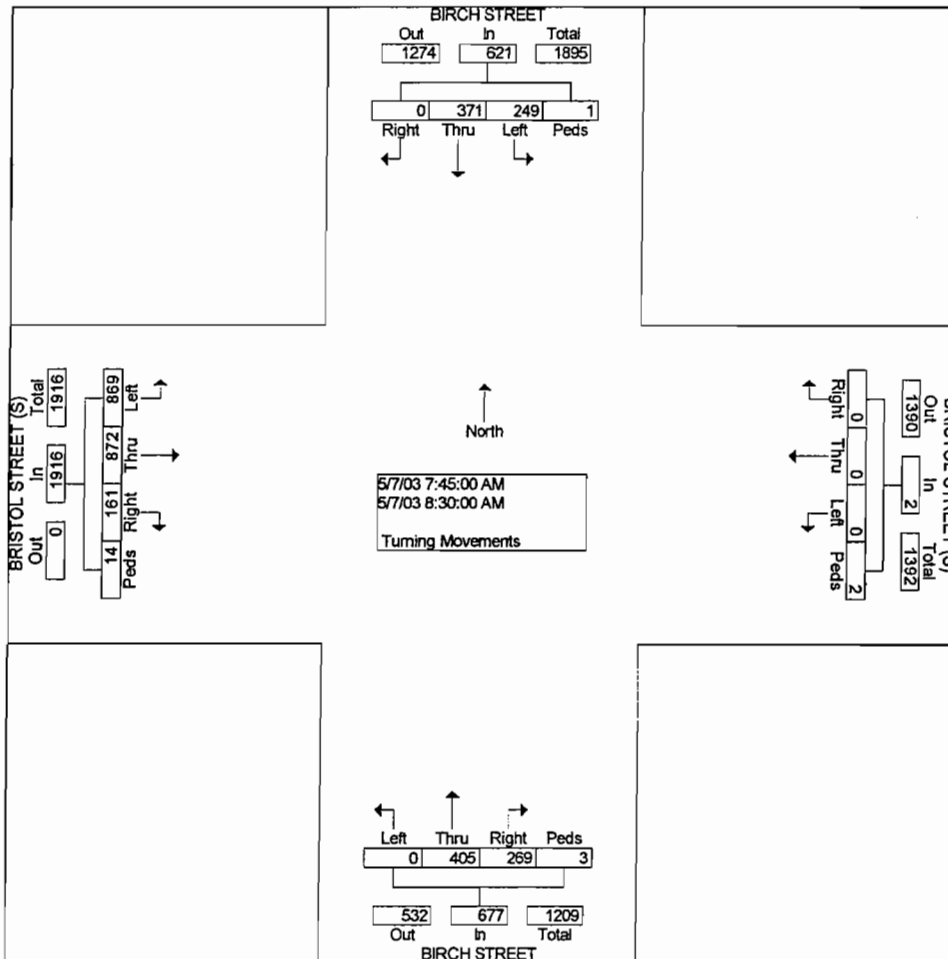 BIRCH STREET
Out In Total
1274 621 1895
0 371 249 1
Right Thru Left Peds
BRISTOL STREET (S)
Total In Out
1916 1916 0
869 872 161 14
Left Thru Right Peds
North
5/7/03 7:45:00 AM
5/7/03 8:30:00 AM
Turning Movements
Right Thru Left Peds
0 0 0 2
Out In Total
1390 2 1392
Left Thru Right Peds
0 405 269 3
532 677 1209
Out In Total
BIRCH STREET